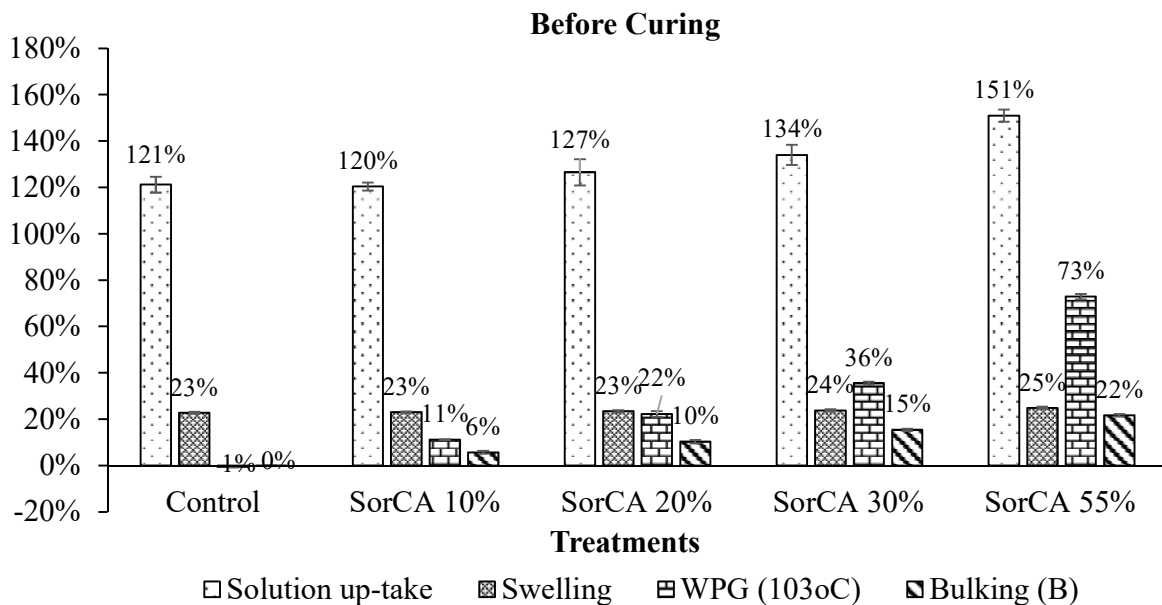 Before Curing
180%
160%
140%
120%
100%
80%
60%
40%
20%
0%
-20%
121%
23%
-1%
0%
120%
23%
11%
6%
127%
23%
22%
10%
134%
24%
36%
15%
151%
25%
73%
22%
Control
SorCA 10%
SorCA 20%
SorCA 30%
SorCA 55%
Treatments
Solution up-take
Swelling
WPG (103oC)
Bulking (B)